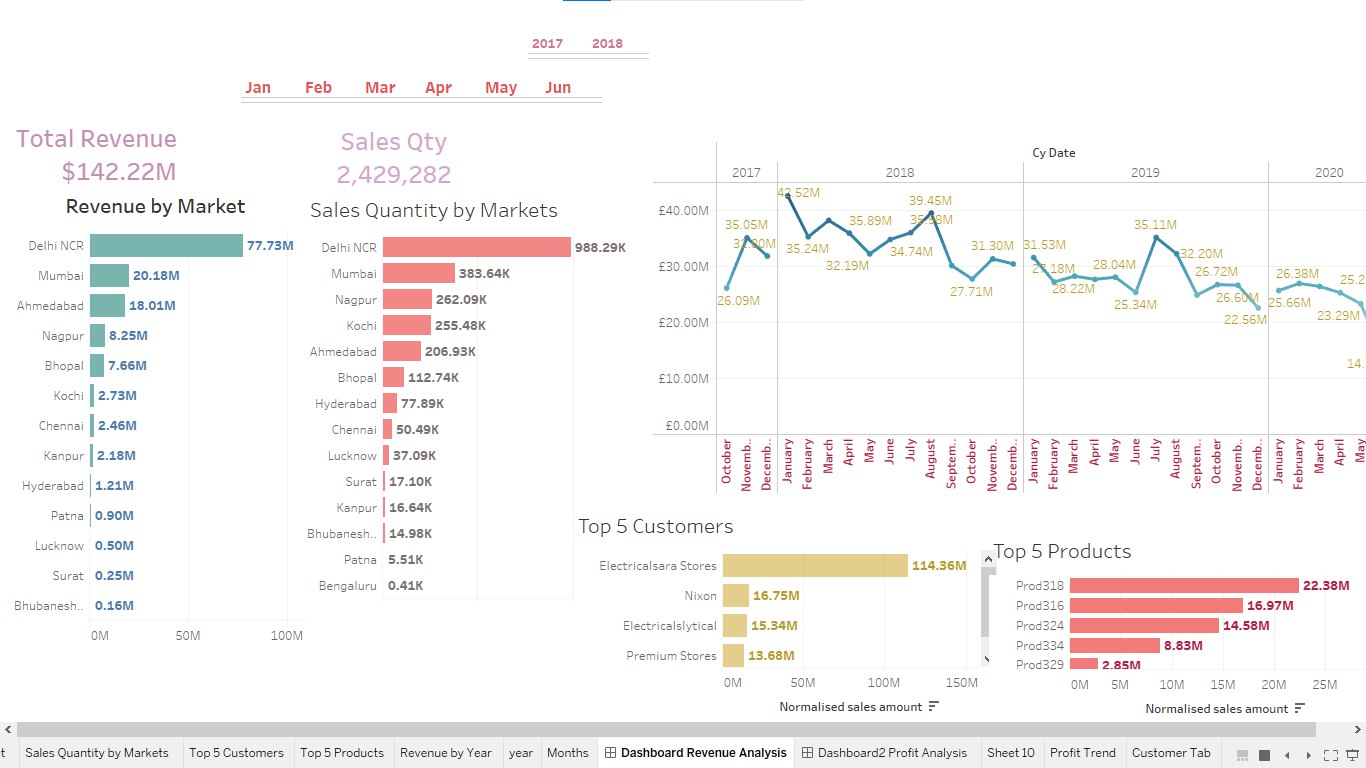 2017 2018
Jan Feb Mar Apr May Jun
Total Revenue
$142.22M
Sales Qty
2,429,282
Revenue by Market
Delhi NCR 77.73M
Mumbai 20.18M
Ahmedabad 18.01M
Nagpur 8.25M
Bhopal 7.66M
Kochi 2.73M
Chennai 2.46M
Kanpur 2.18M
Hyderabad 1.21M
Patna 0.90M
Lucknow 0.50M
Surat 0.25M
Bhubanesh.. 0.16M
0M 50M 100M
Sales Quantity by Markets
Delhi NCR 988.29K
Mumbai 383.64K
Nagpur 262.09K
Kochi 255.48K
Ahmedabad 206.93K
Bhopal 112.74K
Hyderabad 77.89K
Chennai 50.49K
Lucknow 37.09K
Surat 17.10K
Kanpur 16.64K
Bhubanesh.. 14.98K
Patna 5.51K
Bengaluru 0.41K
Cy Date
2017 2018 2019 2020
£40.00M
£30.00M
£20.00M
£10.00M
£0.00M
26.09M 35.05M 31.80M
42.52M 35.24M 35.89M 32.19M 34.74M 35.98M 39.45M 27.71M 31.30M
31.53M 27.18M 28.22M 28.04M 25.34M 35.11M 32.20M 26.72M 26.60M 22.56M
25.66M 26.38M 25.2 23.29M 14.
October Novemb.. Decemb..
January February March April May June July August Septem.. October Novemb.. Decemb..
January February March April May June July August Septem.. October Novemb.. Decemb..
January February March April May
Top 5 Customers
Electricalsara Stores 114.36M
Nixon 16.75M
Electricalslytical 15.34M
Premium Stores 13.68M
0M 50M 100M 150M
Normalised sales amount
Top 5 Products
Prod318 22.38M
Prod316 16.97M
Prod324 14.58M
Prod334 8.83M
Prod329 2.85M
0M 5M 10M 15M 20M 25M
Normalised sales amount
t Sales Quantity by Markets Top 5 Customers Top 5 Products Revenue by Year year Months Dashboard Revenue Analysis Dashboard2 Profit Analysis Sheet 10 Profit Trend Customer Tab